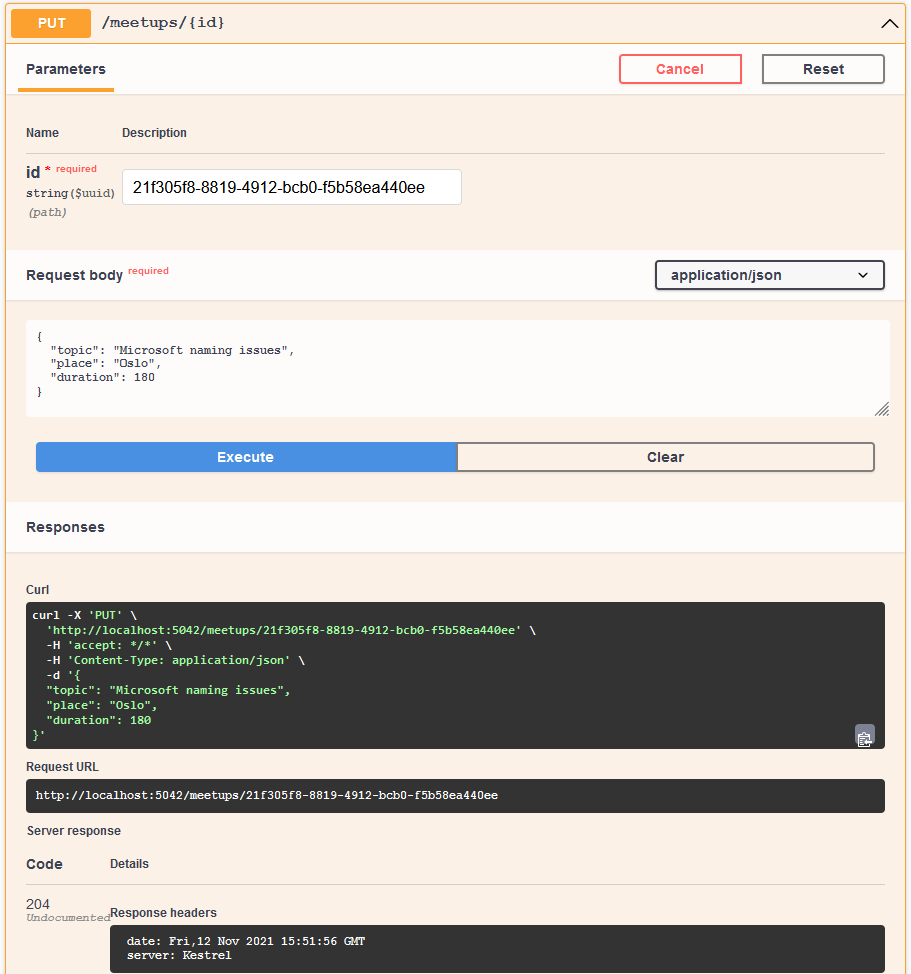 PUT /meetups/{id}
Parameters Cancel Reset
Name Description
id * required 21f305f8-8819-4912-bcb0-f5b58ea440ee
string($uuid)
(path)
Request body required application/json
{
  "topic": "Microsoft naming issues",
  "place": "Oslo",
  "duration": 180
}
Execute Clear
Responses
Curl
curl -X 'PUT' \
  'http://localhost:5042/meetups/21f305f8-8819-4912-bcb0-f5b58ea440ee' \
  -H 'accept: */*' \
  -H 'Content-Type: application/json' \
  -d '{
  "topic": "Microsoft naming issues",
  "place": "Oslo",
  "duration": 180
}'
Request URL
http://localhost:5042/meetups/21f305f8-8819-4912-bcb0-f5b58ea440ee
Server response
Code Details
204
Undocumented Response headers
date: Fri,12 Nov 2021 15:51:56 GMT
server: Kestrel